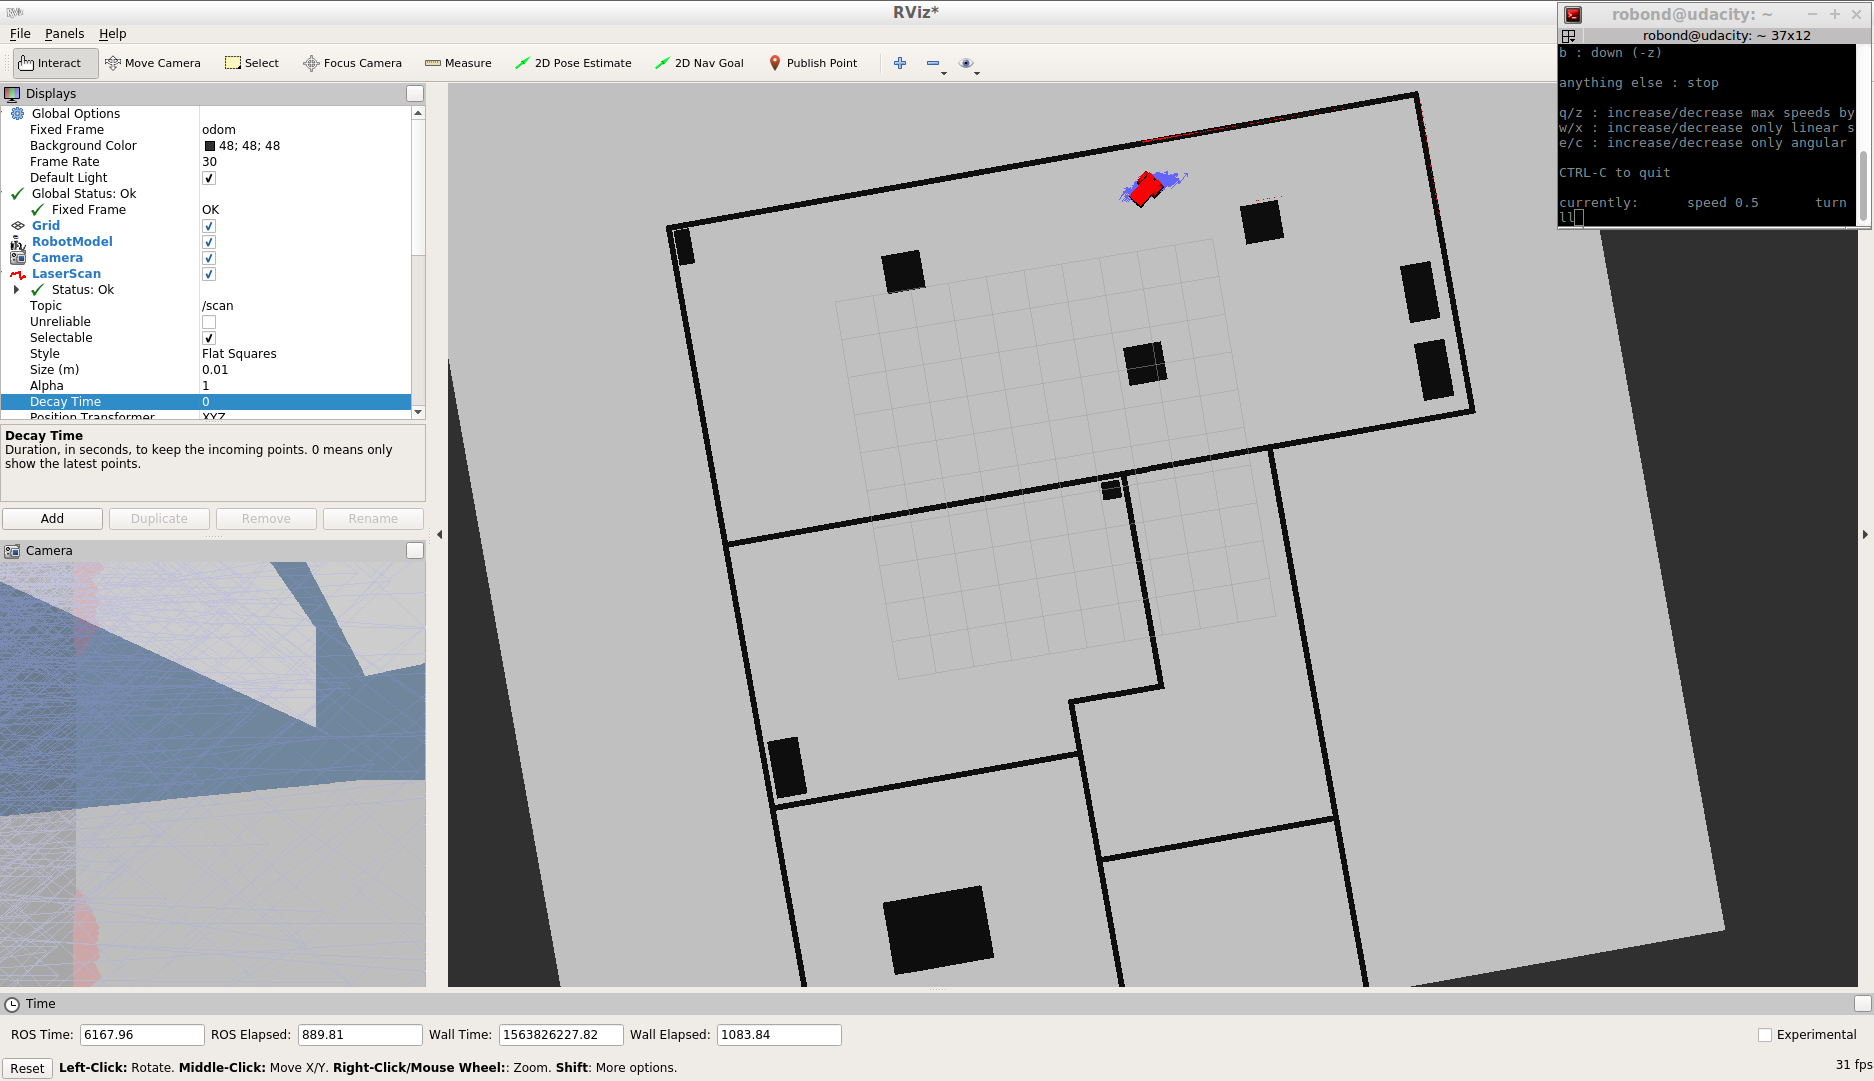 RViz*
File Panels Help
Interact Move Camera Select Focus Camera Measure 2D Pose Estimate 2D Nav Goal Publish Point
Displays
Global Options
Fixed Frame odom
Background Color 48; 48; 48
Frame Rate 30
Default Light
Global Status: Ok
Fixed Frame OK
Grid
RobotModel
Camera
LaserScan
Status: Ok
Topic /scan
Unreliable
Selectable
Style Flat Squares
Size (m) 0.01
Alpha 1
Decay Time 0
Position Transformer XYZ
Decay Time
Duration, in seconds, to keep the incoming points. 0 means only
show the latest points.
Add Duplicate Remove Rename
Camera
robond@udacity: ~
robond@udacity: ~ 37x12
b : down (-z)
anything else : stop
q/z : increase/decrease max speeds by
w/x : increase/decrease only linear s
e/c : increase/decrease only angular
CTRL-C to quit
currently: speed 0.5 turn
ll
Time
ROS Time: 6167.96 ROS Elapsed: 889.81 Wall Time: 1563826227.82 Wall Elapsed: 1083.84 Experimental
Reset Left-Click: Rotate. Middle-Click: Move X/Y. Right-Click/Mouse Wheel:: Zoom. Shift: More options. 31 fps